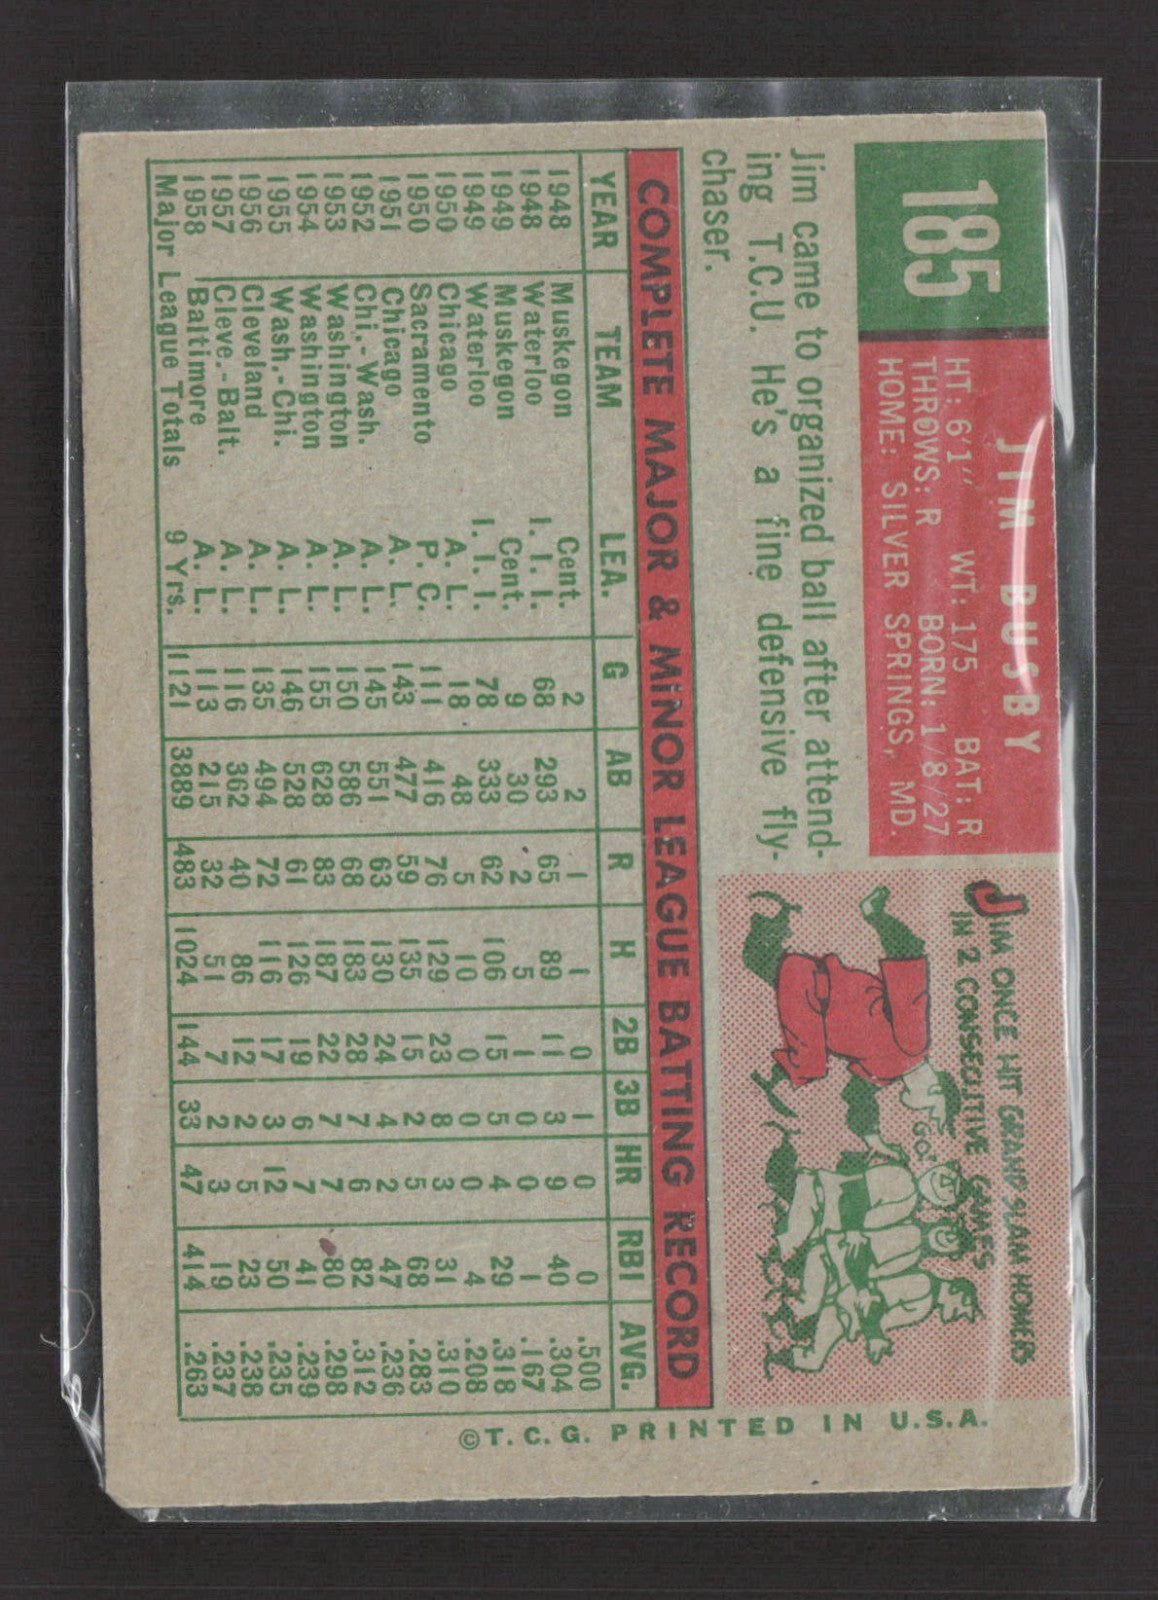 185
JIM BUSBY
HT: 6'1" WT: 175 BAT: R
THROWS: R BORN: 1/8/27
HOME: SILVER SPRINGS, MD.
Jim came to organized ball after attend-
ing T.C.U. He's a fine defensive fly-
chaser.
JIM ONCE HIT GRAND SLAM HOMERS
IN 2 CONSECUTIVE GAMES
GO!
COMPLETE MAJOR & MINOR LEAGUE BATTING RECORD
YEAR TEAM LEA. G AB R H 2B 3B HR RBI AVG.
1948 Muskegon Cent. 2 2 1 1 0 1 0 0 .500
1948 Waterloo I. I. I. 68 293 65 89 11 3 9 40 .304
1949 Muskegon Cent. 9 30 2 5 1 0 0 1 .167
1949 Waterloo I. I. I. 78 333 62 106 15 5 4 29 .318
1950 Chicago A. L. 18 48 5 10 0 0 0 4 .208
1950 Sacramento P. C. 111 416 76 129 23 8 3 31 .310
1951 Chicago A. L. 143 477 59 135 15 2 5 68 .283
1952 Chi.-Wash. A. L. 145 551 63 130 24 4 2 47 .236
1953 Washington A. L. 150 586 68 183 28 7 6 82 .312
1954 Washington A. L. 155 628 83 187 22 7 7 80 .298
1955 Wash.-Chi. A. L. 146 528 61 126 19 6 7 41 .239
1956 Cleveland A. L. 135 494 72 116 17 3 12 50 .235
1957 Cleve.-Balt. A. L. 116 362 40 86 12 2 5 23 .238
1958 Baltimore A. L. 113 215 32 51 7 2 3 19 .237
Major League Totals 9 Yrs. 1121 3889 483 1024 144 33 47 414 .263
©T. C. G. PRINTED IN U.S.A.